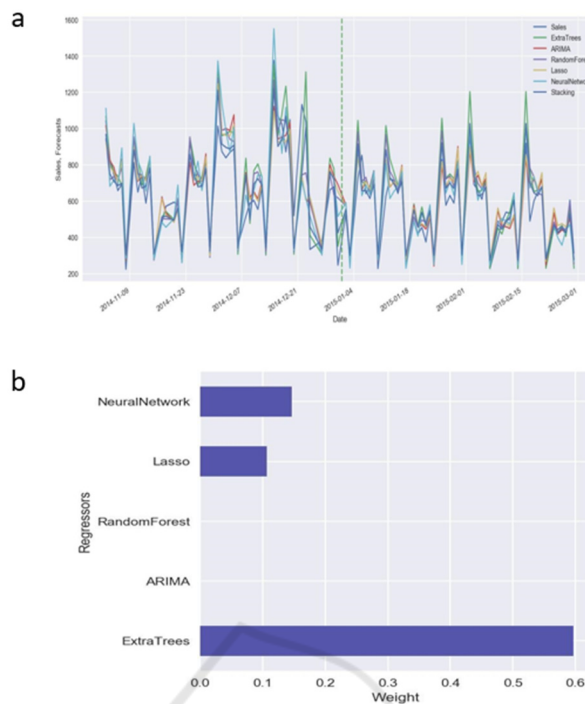 a
1600
1400
1200
1000
800
600
400
200
Sales, Forecasts
Sales
ExtraTrees
ARIMA
RandomFores
Lasso
NeuralNetwo
Stacking
2014-11-09
2014-11-23
2014-12-07
2014-12-21
2015-01-04
2015-01-18
2015-02-01
2015-02-15
2015-03-01
Date
b
Regressors
NeuralNetwork
Lasso
RandomForest
ARIMA
ExtraTrees
0.0 0.1 0.2 0.3 0.4 0.5 0.6
Weight